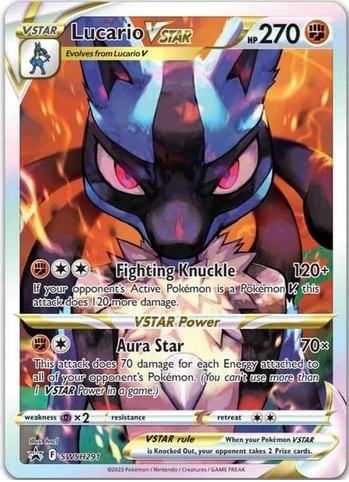 VSTAR Lucario VSTAR HP 270
Evolves from Lucario V
Fighting Knuckle 120+
If your opponent's Active Pokémon is a Pokémon V, this
attack does 120 more damage.
VSTAR Power
Aura Star 70×
This attack does 70 damage for each Energy attached
to all of your opponent's Pokémon. (You can't use more than
1 VSTAR Power in a game.)
weakness ×2 resistance retreat
Illus. hncl
VSTAR rule When your Pokémon VSTAR
is Knocked Out, your opponent takes 2 Prize cards.
F SWSH291
©2023 Pokémon / Nintendo / Creatures / GAME FREAK